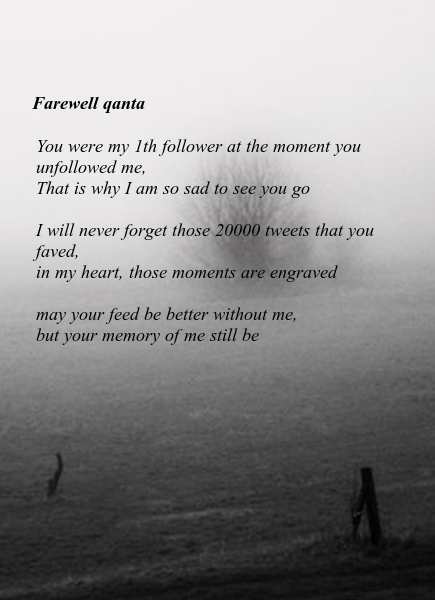 Farewell qanta
You were my 1th follower at the moment you
unfollowed me,
That is why I am so sad to see you go
I will never forget those 20000 tweets that you
faved,
in my heart, those moments are engraved
may your feed be better without me,
but your memory of me still be